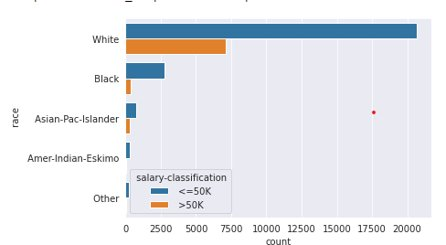 White
Black
Asian-Pac-Islander
Amer-Indian-Eskimo
Other
race
salary-classification
<=50K
>50K
0 2500 5000 7500 10000 12500 15000 17500 20000
count